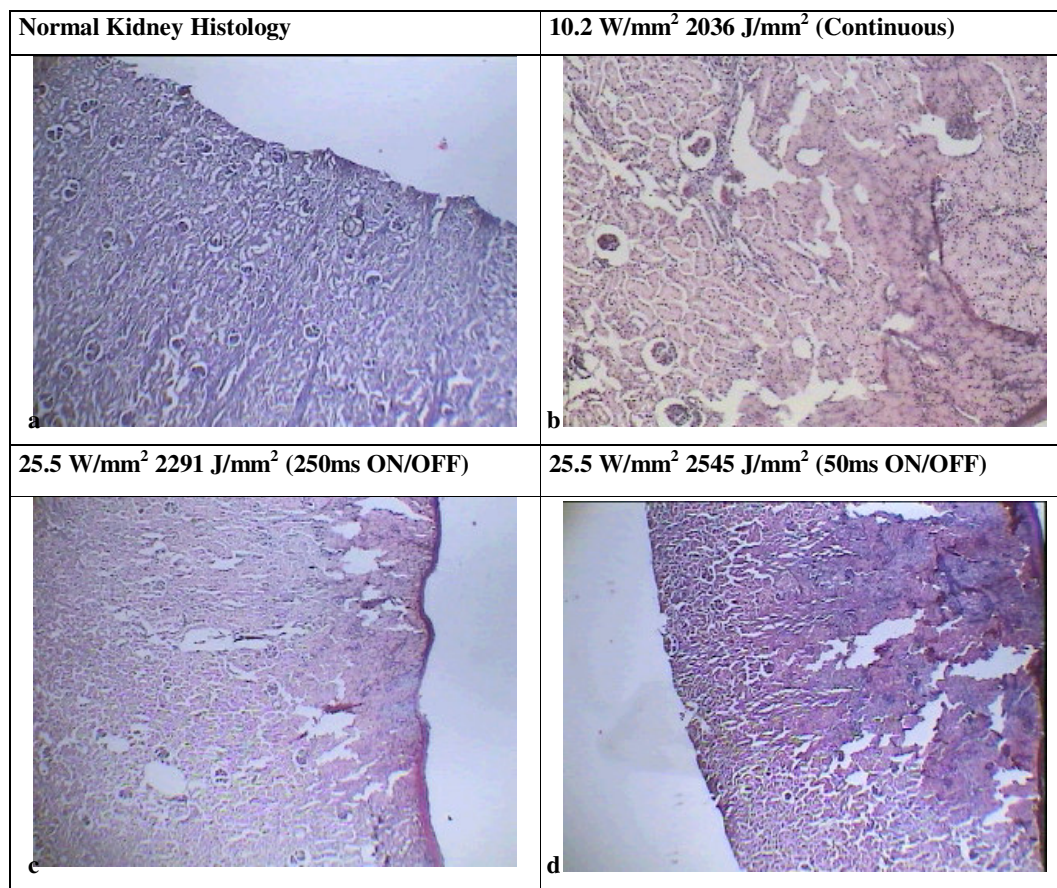 Normal Kidney Histology
10.2 W/mm² 2036 J/mm² (Continuous)
a
b
25.5 W/mm² 2291 J/mm² (250ms ON/OFF)
25.5 W/mm² 2545 J/mm² (50ms ON/OFF)
c
d